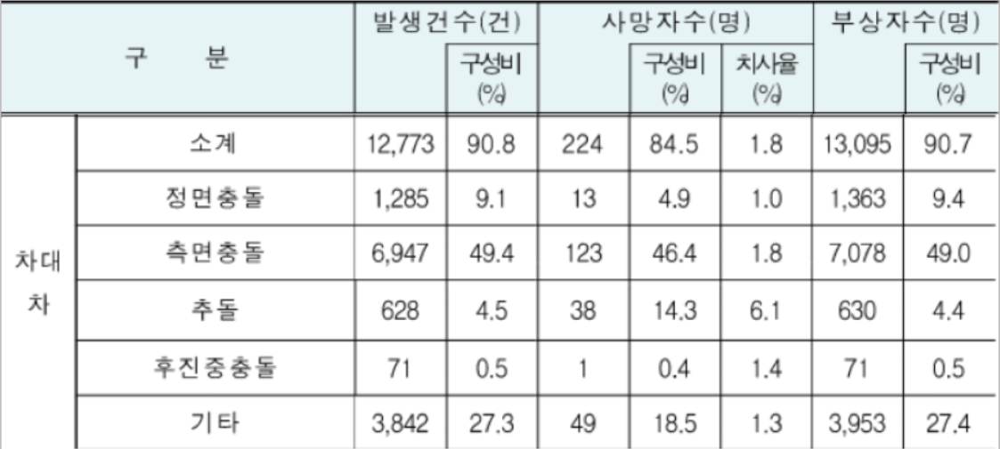 구 분 발생건수(건) 사망자수(명) 부상자수(명)
구성비 구성비 치사율 구성비
(%) (%) (%) (%)
소계 12,773 90.8 224 84.5 1.8 13,095 90.7
정면충돌 1,285 9.1 13 4.9 1.0 1,363 9.4
차대 측면충돌 6,947 49.4 123 46.4 1.8 7,078 49.0
차 추돌 628 4.5 38 14.3 6.1 630 4.4
후진중충돌 71 0.5 1 0.4 1.4 71 0.5
기타 3,842 27.3 49 18.5 1.3 3,953 27.4